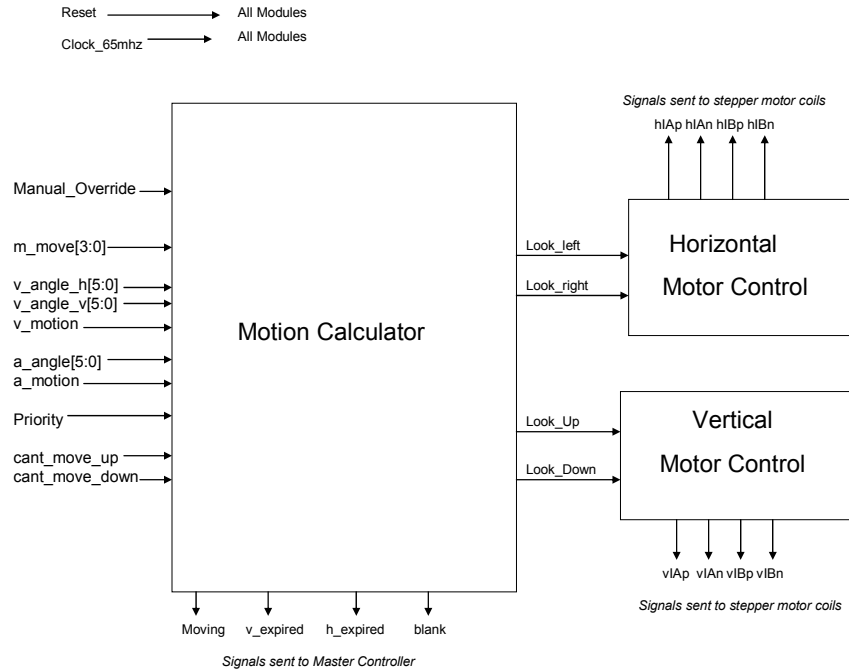 Reset All Modules
Clock_65mhz All Modules
Signals sent to stepper motor coils
hIAp hIAn hIBp hIBn
Manual_Override
m_move[3:0]
v_angle_h[5:0]
v_angle_v[5:0]
v_motion
a_angle[5:0]
a_motion
Priority
cant_move_up
cant_move_down
Motion Calculator
Look_left
Look_right
Horizontal
Motor Control
Look_Up
Look_Down
Vertical
Motor Control
vIAp vIAn vIBp vIBn
Signals sent to stepper motor coils
Moving v_expired h_expired blank
Signals sent to Master Controller